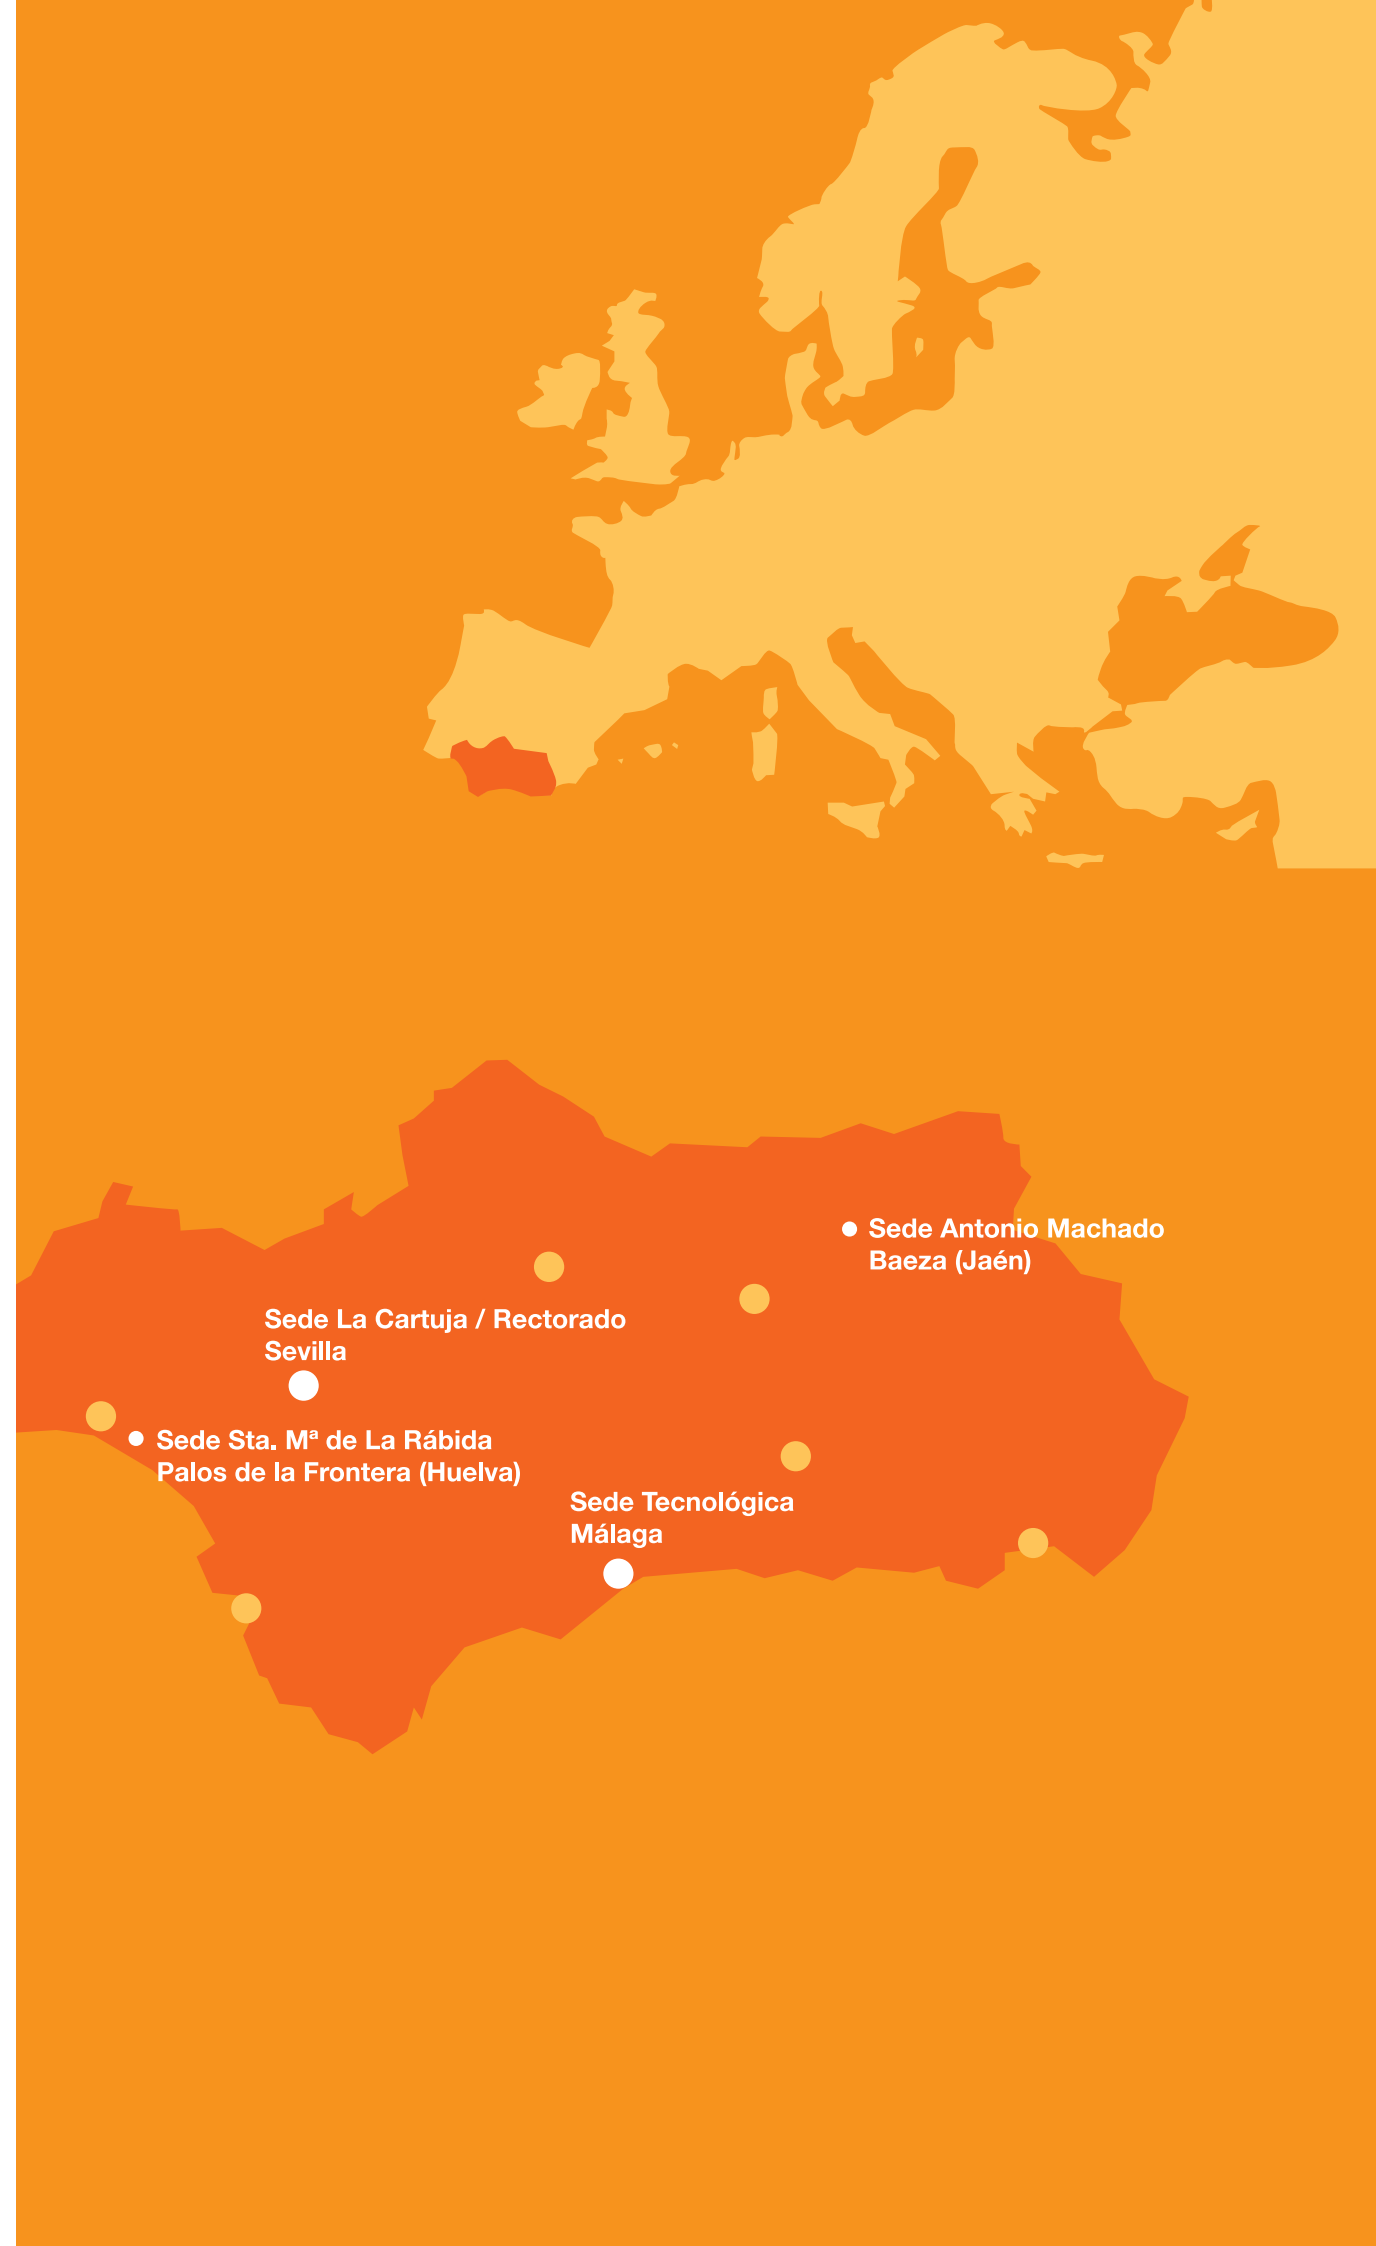 Sede Antonio Machado
Baeza (Jaén)
Sede La Cartuja / Rectorado
Sevilla
Sede Sta. Mª de La Rábida
Palos de la Frontera (Huelva)
Sede Tecnológica
Málaga